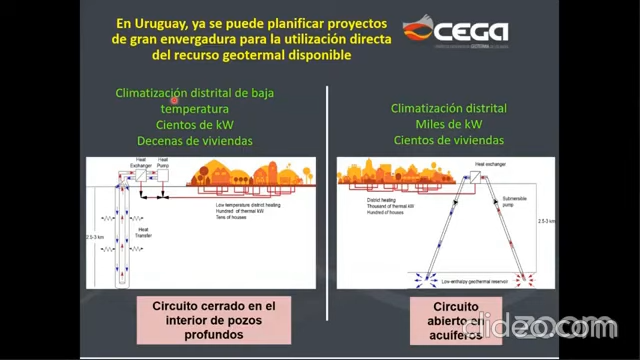 En Uruguay, ya se puede planificar proyectos
de gran envergadura para la utilización directa
del recurso geotermal disponible
CEGA
Climatización distrital de baja
temperatura
Cientos de kW
Decenas de viviendas
Climatización distrital
Miles de kW
Cientos de viviendas
Heat
Exchanger
Heat
Pump
Low temperature district heating
Hundred of thermal kW
Tens of houses
2.5-3 km
Heat
Transfer
Heat exchanger
District heating
Thousand of thermal kW
Hundred of houses
Submersible
pump
2.5-3 km
Low-enthalpy geothermal reservoir
Circuito cerrado en el
interior de pozos
profundos
Circuito
abierto en
acuíferos
zoom
clideo.com